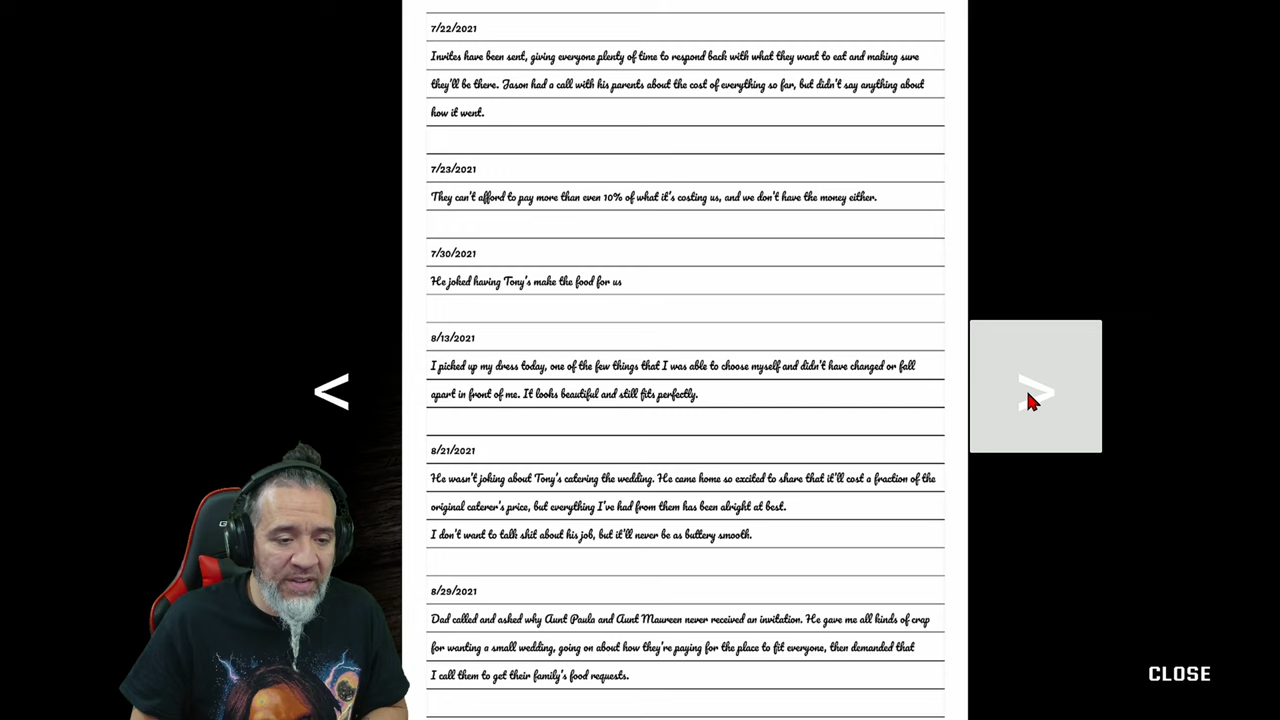 7/22/2021
Invites have been sent, giving everyone plenty of time to respond back with what they want to eat and making sure
they'll be there. Jason had a call with his parents about the cost of everything so far, but didn't say anything about
how it went.
7/23/2021
They can't afford to pay more than even 10% of what it's costing us, and we don't have the money either.
7/30/2021
He joked having Tony's make the food for us
8/13/2021
I picked up my dress today, one of the few things that I was able to choose myself and didn't have changed or fall
apart in front of me. It looks beautiful and still fits perfectly.
8/21/2021
He wasn't joking about Tony's catering the wedding. He came home so excited to share that it'll cost a fraction of the
original caterer's price, but everything I've had from them has been alright at best.
I don't want to talk shit about his job, but it'll never be as buttery smooth.
8/29/2021
Dad called and asked why Aunt Paula and Aunt Maureen never received an invitation. He gave me all kinds of crap
for wanting a small wedding, going on about how they're paying for the place to fit everyone, then demanded that
I call them to get their family's food requests.
<
>
CLOSE